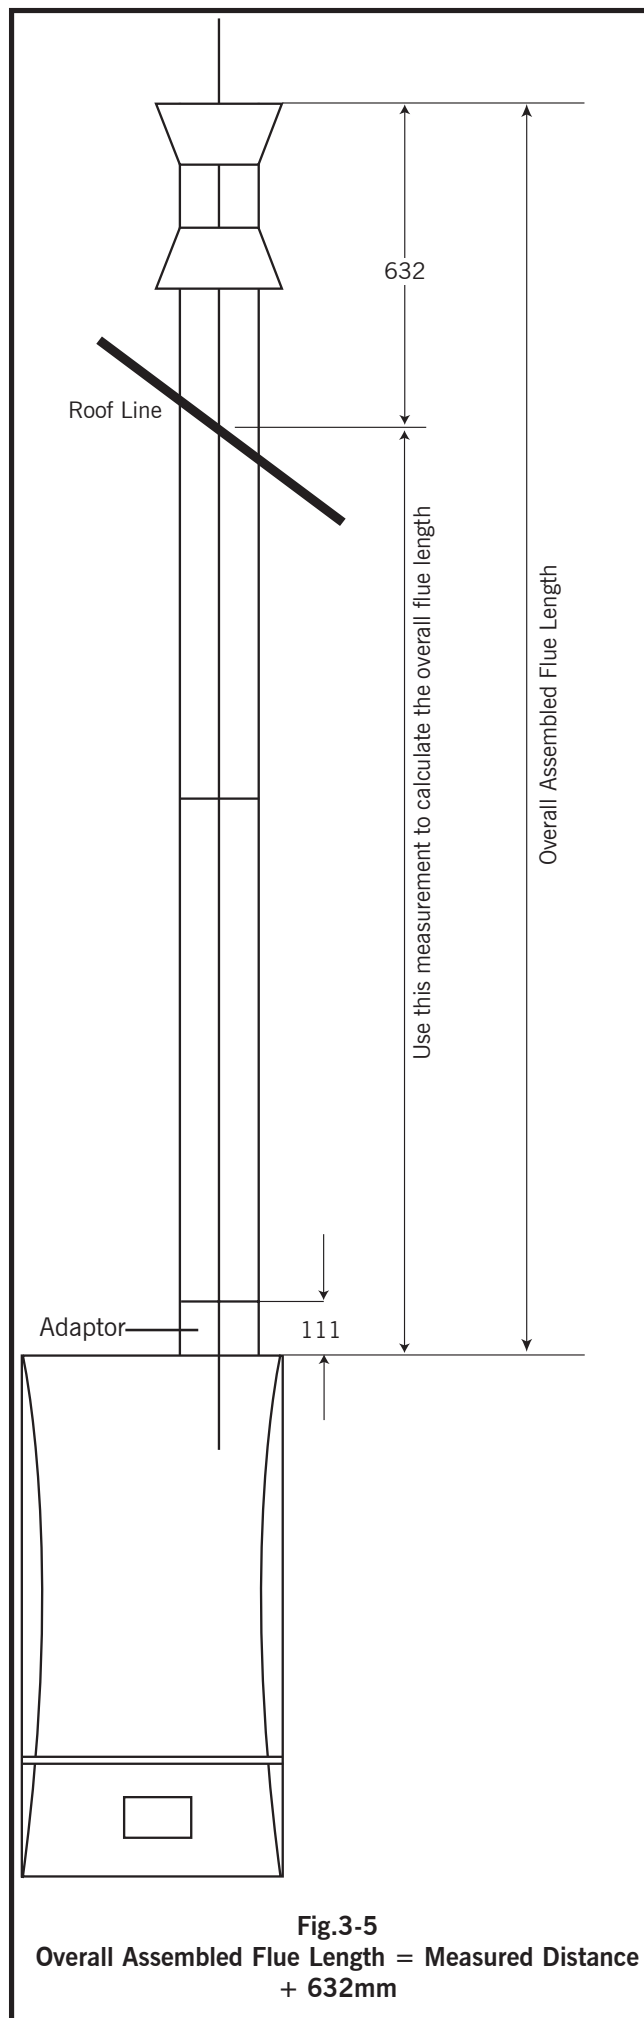 632
Roof Line
Use this measurement to calculate the overall flue length
Overall Assembled Flue Length
Adaptor
111
Fig.3-5
Overall Assembled Flue Length = Measured Distance
+ 632mm